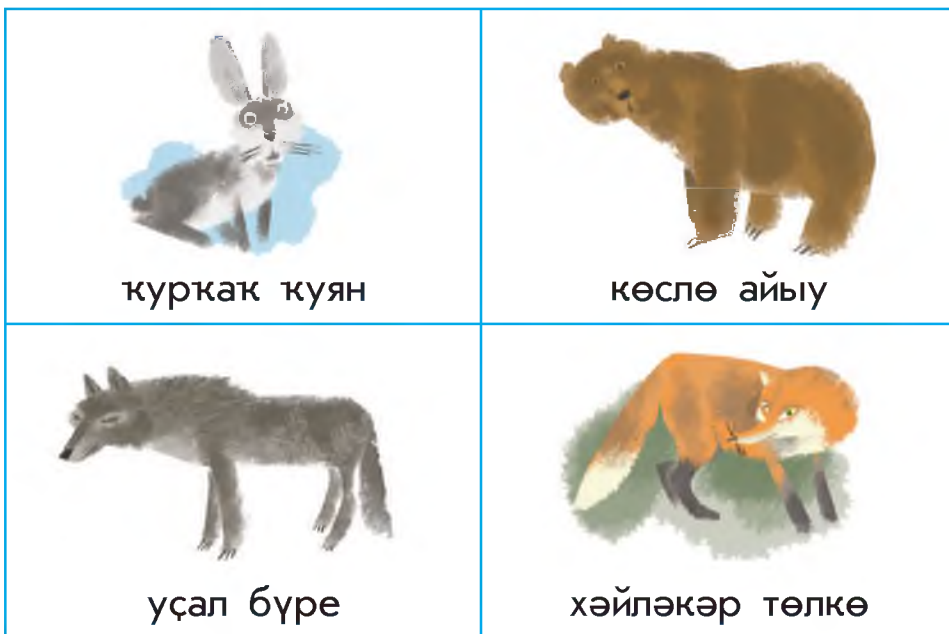 ҡурҡаҡ ҡуян
көслө айыу
уҫал бүре
хәйләкәр төлкө